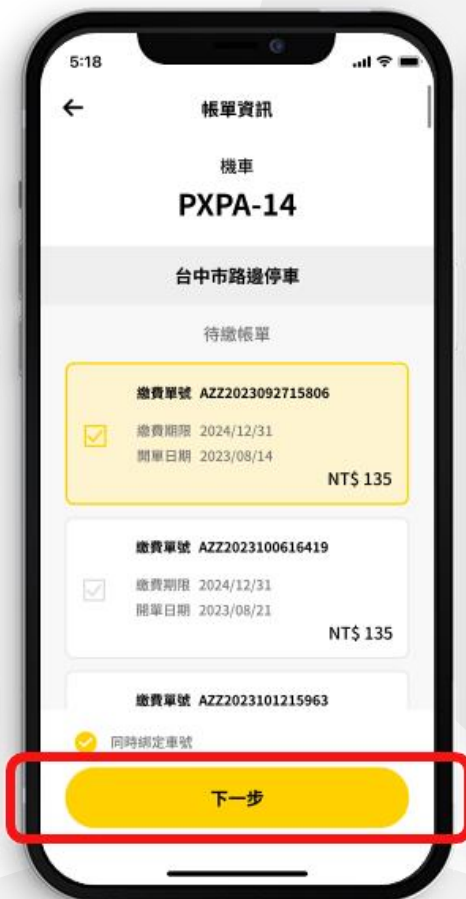 5:18
帳單資訊
機車
PXPA-14
台中市路邊停車
待繳帳單
繳費單號 AZZ2023092715806
繳費期限 2024/12/31
開單日期 2023/08/14
NT$ 135
繳費單號 AZZ2023100616419
繳費期限 2024/12/31
開單日期 2023/08/21
NT$ 135
繳費單號 AZZ2023101215963
同時綁定車號
下一步